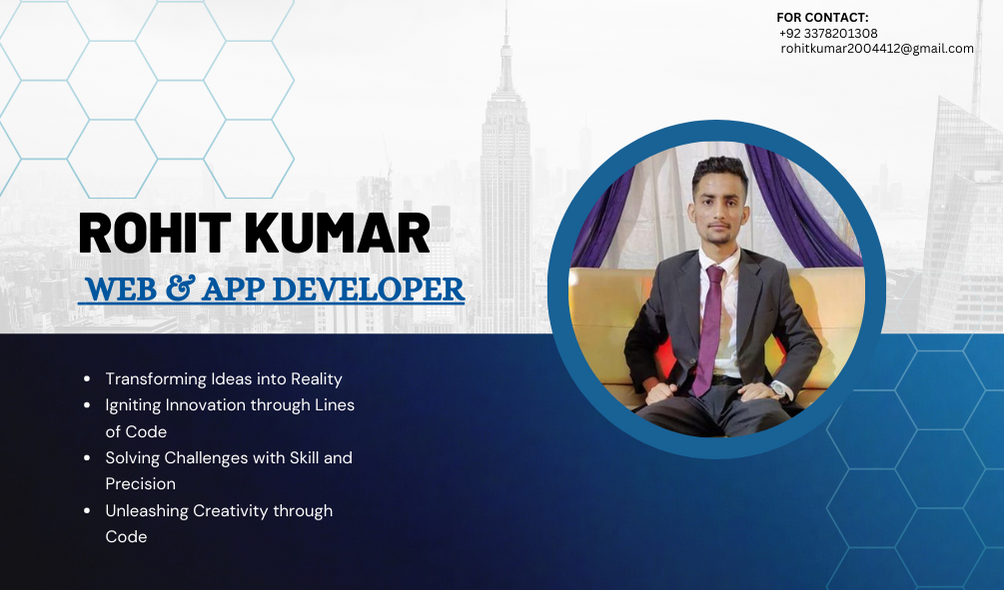 FOR CONTACT:
+92 3378201308
rohitkumar2004412@gmail.com
ROHIT KUMAR
WEB & APP DEVELOPER
• Transforming Ideas into Reality
• Igniting Innovation through Lines
of Code
• Solving Challenges with Skill and
Precision
• Unleashing Creativity through
Code